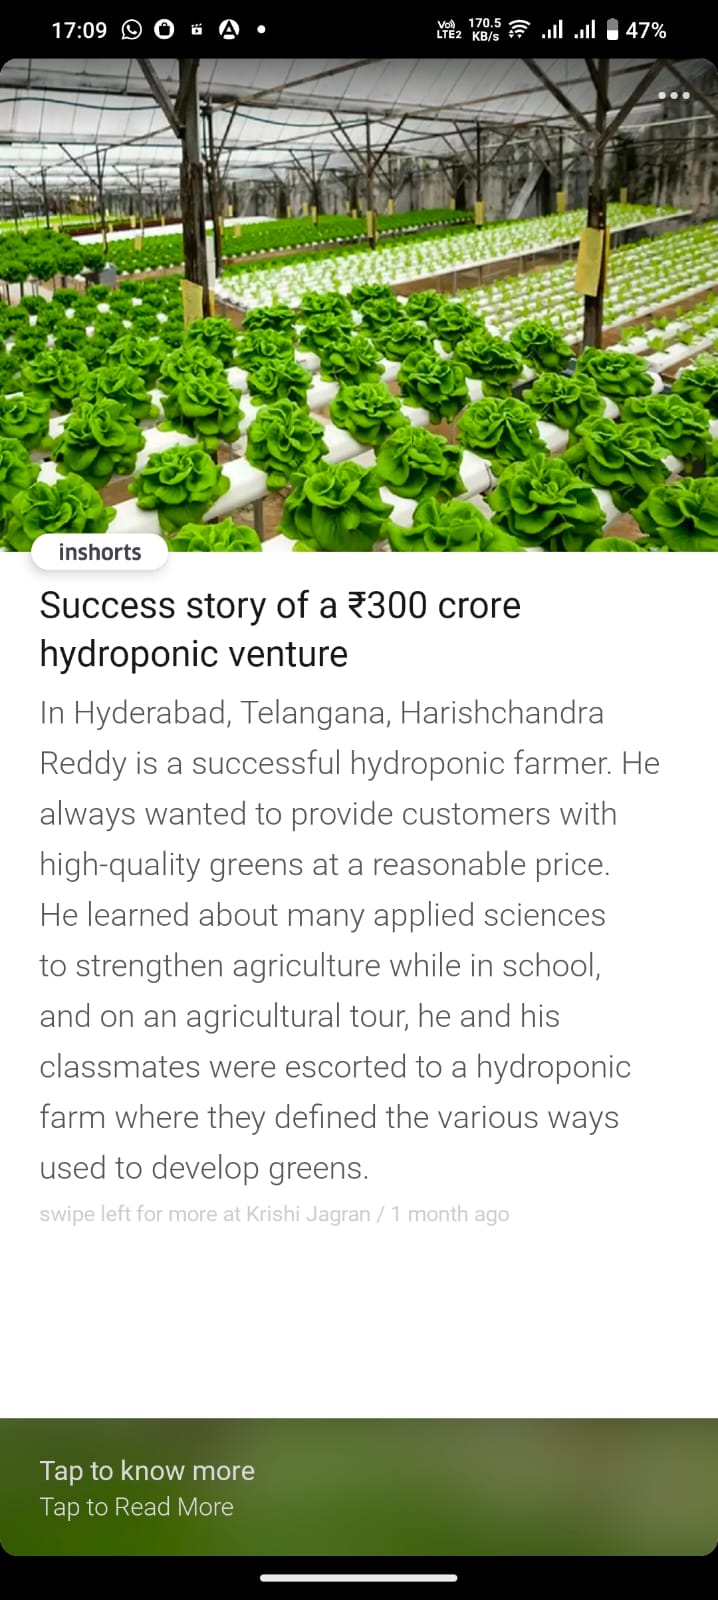 17:09
Vo)) LTE2 170.5 KB/s 47%
inshorts
Success story of a ₹300 crore
hydroponic venture
In Hyderabad, Telangana, Harishchandra
Reddy is a successful hydroponic farmer. He
always wanted to provide customers with
high-quality greens at a reasonable price.
He learned about many applied sciences
to strengthen agriculture while in school,
and on an agricultural tour, he and his
classmates were escorted to a hydroponic
farm where they defined the various ways
used to develop greens.
swipe left for more at Krishi Jagran / 1 month ago
Tap to know more
Tap to Read More